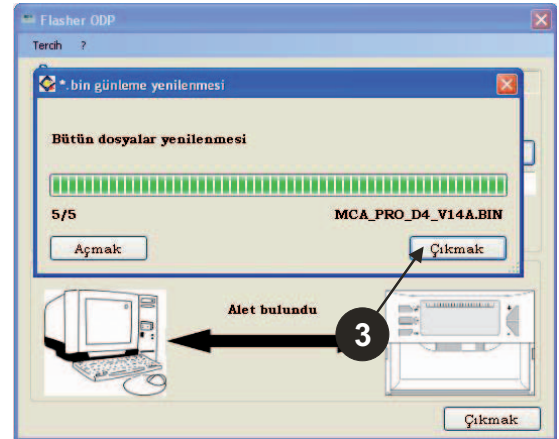 Flasher ODP
Tercih ?
*.bin günleme yenilenmesi
Bütün dosyalar yenilenmesi
5/5 MCA_PRO_D4_V14A.BIN
Açmak Çıkmak
Alet bulundu
3
Çıkmak